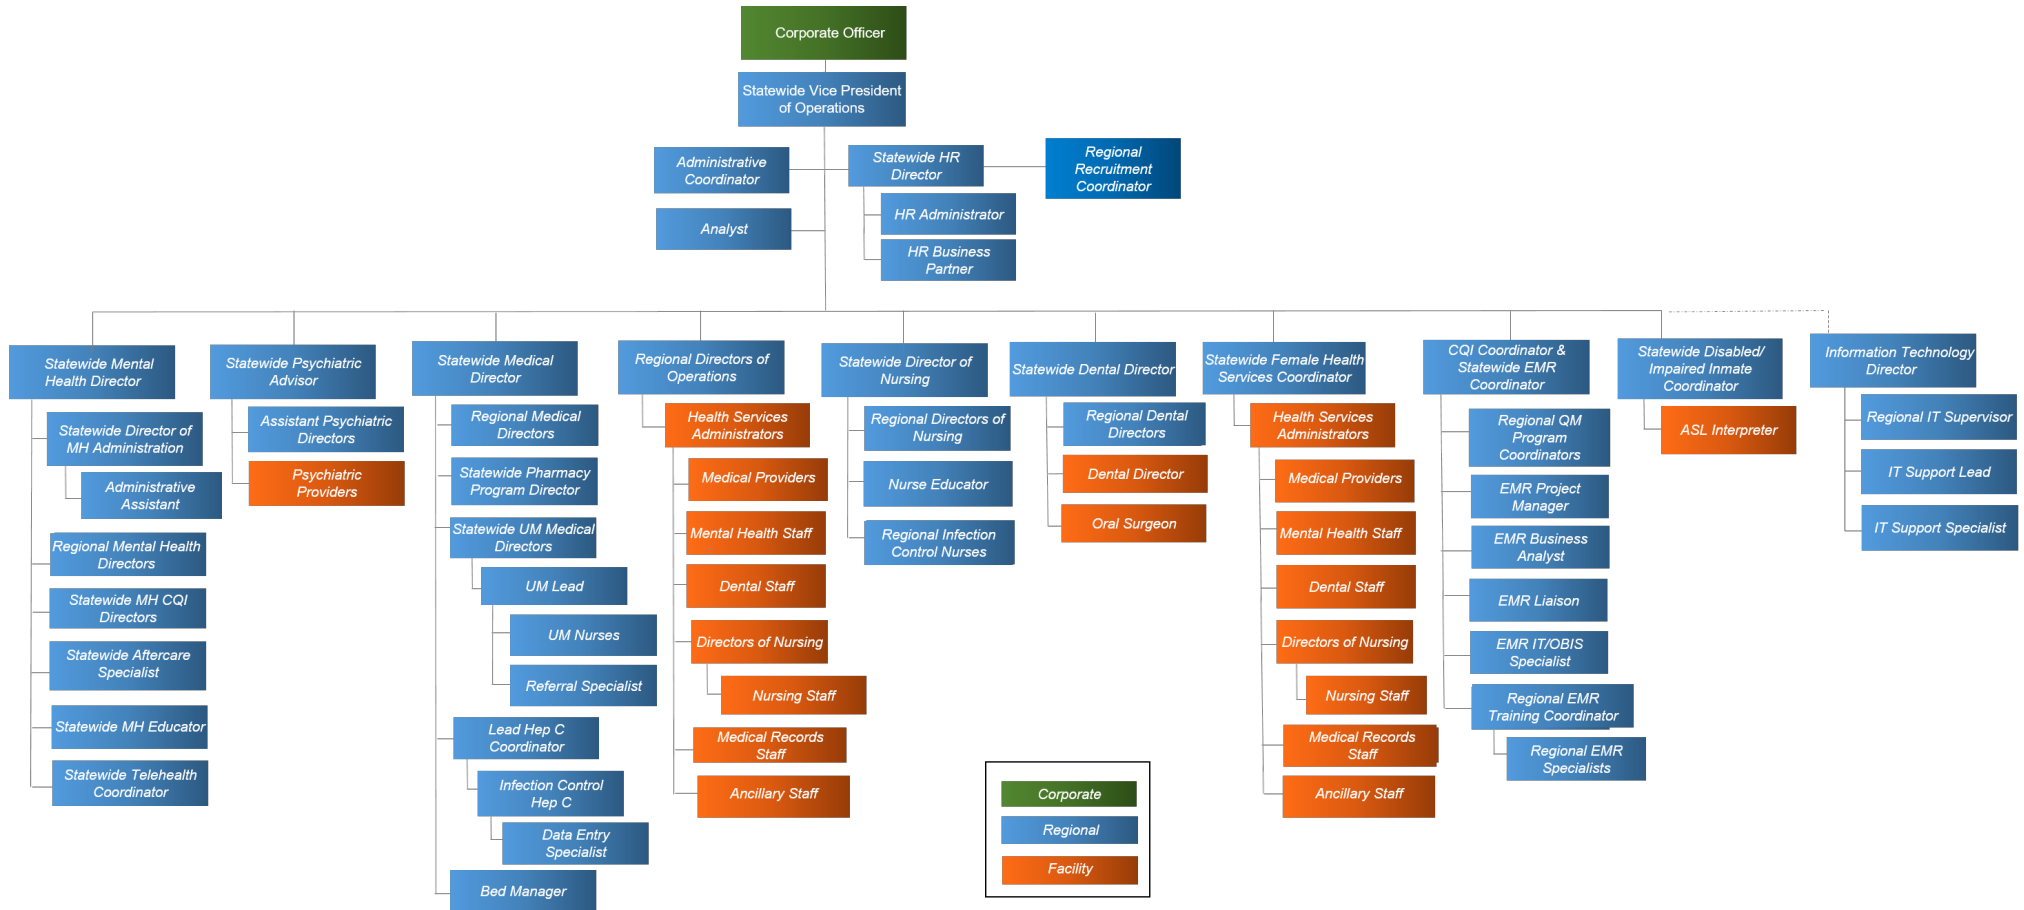 Corporate Officer
Statewide Vice President
of Operations
Administrative
Coordinator
Statewide HR
Director
Regional
Recruitment
Coordinator
Analyst
HR Administrator
HR Business
Partner
Statewide Mental
Health Director
Statewide Director of
MH Administration
Administrative
Assistant
Regional Mental Health
Directors
Statewide MH CQI
Directors
Statewide Aftercare
Specialist
Statewide MH Educator
Statewide Telehealth
Coordinator
Statewide Psychiatric
Advisor
Assistant Psychiatric
Directors
Psychiatric
Providers
Statewide Medical
Director
Regional Medical
Directors
Statewide Pharmacy
Program Director
Statewide UM Medical
Directors
UM Lead
UM Nurses
Referral Specialist
Lead Hep C
Coordinator
Infection Control
Hep C
Data Entry
Specialist
Bed Manager
Regional Directors of
Operations
Health Services
Administrators
Medical Providers
Mental Health Staff
Dental Staff
Directors of Nursing
Nursing Staff
Medical Records
Staff
Ancillary Staff
Statewide Director of
Nursing
Regional Directors of
Nursing
Nurse Educator
Regional Infection
Control Nurses
Statewide Dental Director
Regional Dental
Directors
Dental Director
Oral Surgeon
Statewide Female Health
Services Coordinator
Health Services
Administrators
Medical Providers
Mental Health Staff
Dental Staff
Directors of Nursing
Nursing Staff
Medical Records
Staff
Ancillary Staff
CQI Coordinator &
Statewide EMR
Coordinator
Regional QM
Program
Coordinators
EMR Project
Manager
EMR Business
Analyst
EMR Liaison
EMR IT/OBIS
Specialist
Regional EMR
Training Coordinator
Regional EMR
Specialists
Statewide Disabled/
Impaired Inmate
Coordinator
ASL Interpreter
Information Technology
Director
Regional IT Supervisor
IT Support Lead
IT Support Specialist
Corporate
Regional
Facility